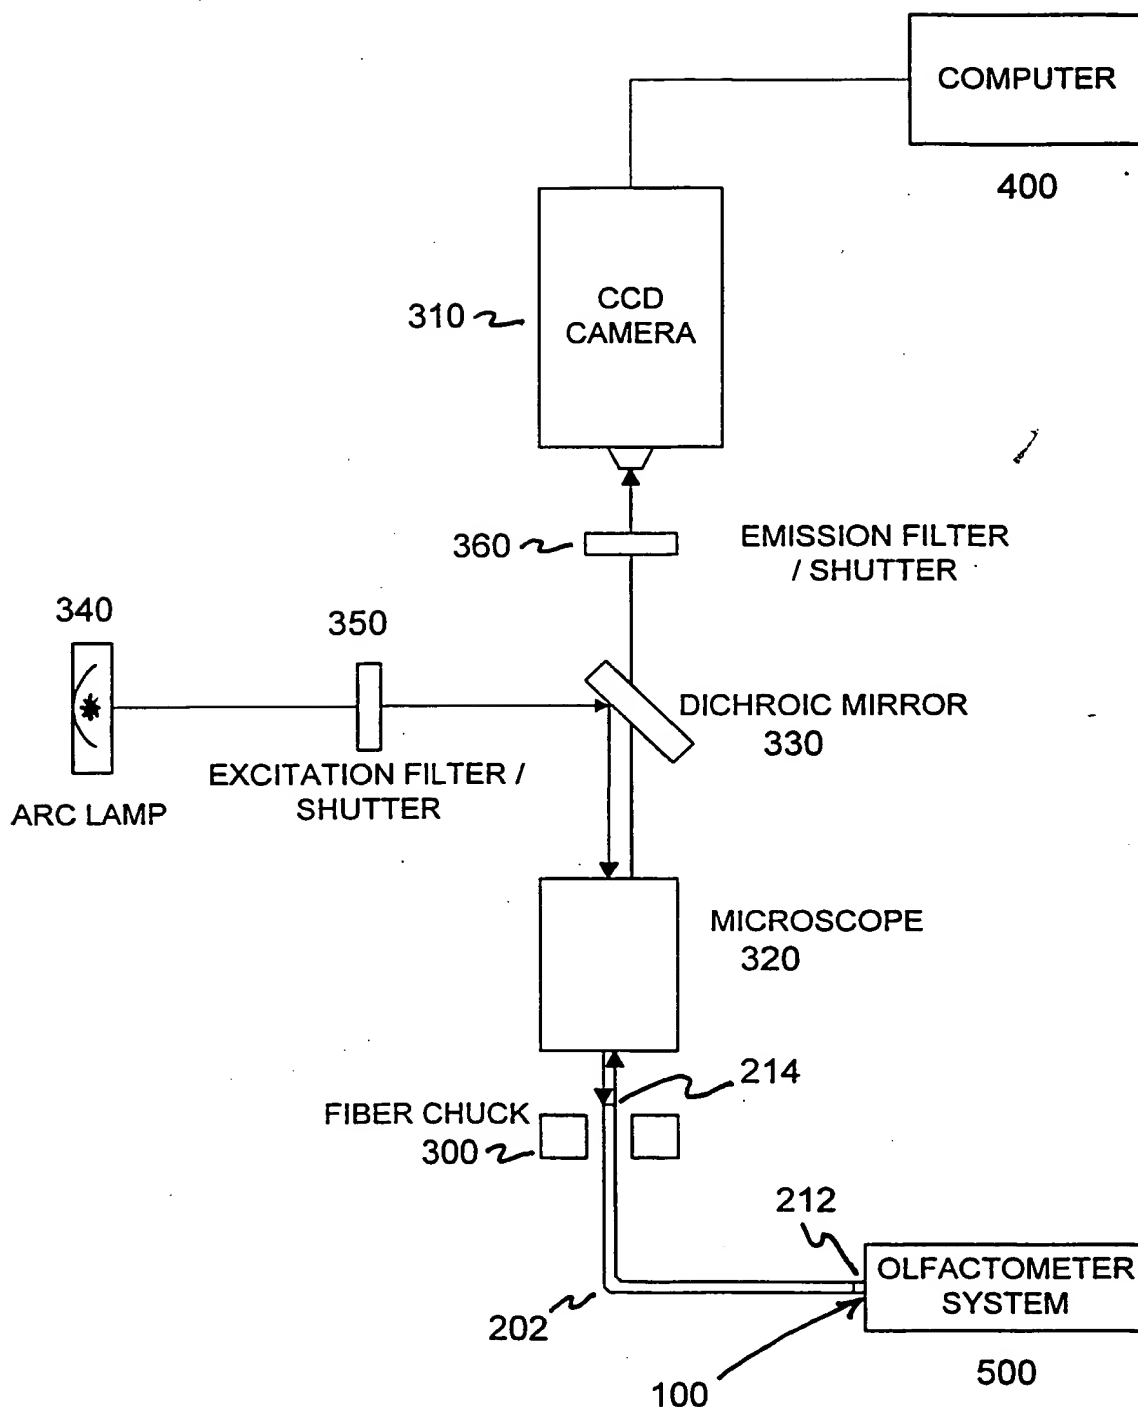 COMPUTER
400
310
CCD
CAMERA
360
EMISSION FILTER
/ SHUTTER
340
350
DICHROIC MIRROR
330
EXCITATION FILTER /
SHUTTER
ARC LAMP
MICROSCOPE
320
214
FIBER CHUCK
300
212
OLFACTOMETER
SYSTEM
202
100
500